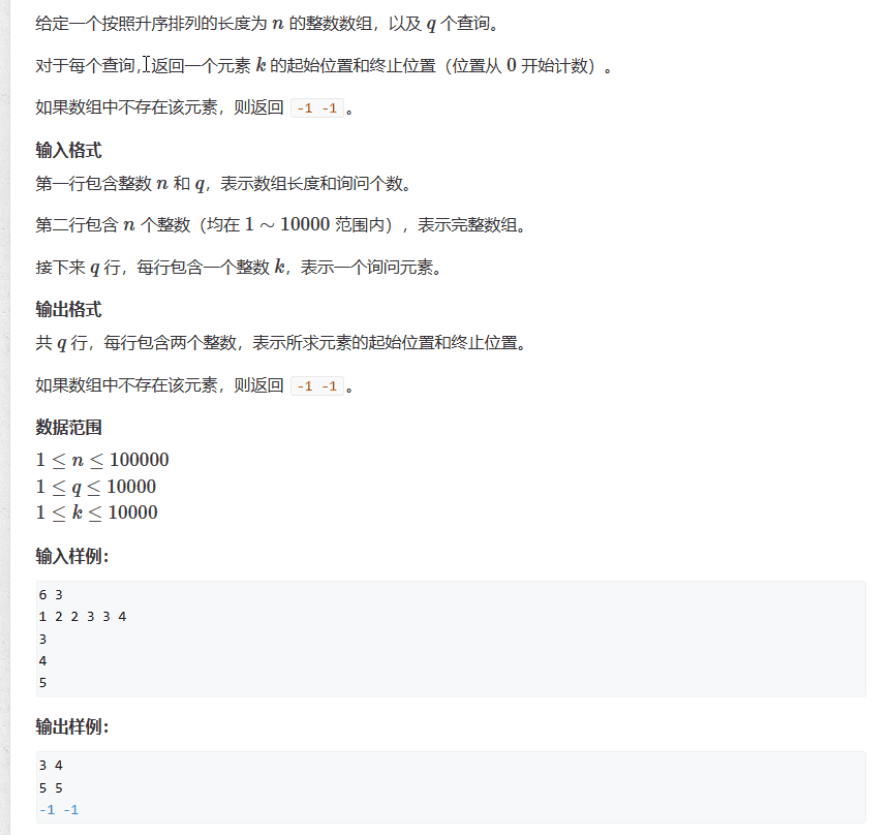 给定一个按照升序排列的长度为 n 的整数数组，以及 q 个查询。
对于每个查询，返回一个元素 k 的起始位置和终止位置（位置从 0 开始计数）。
如果数组中不存在该元素，则返回 -1 -1 。
输入格式
第一行包含整数 n 和 q，表示数组长度和询问个数。
第二行包含 n 个整数（均在 1 ∼ 10000 范围内），表示完整数组。
接下来 q 行，每行包含一个整数 k，表示一个询问元素。
输出格式
共 q 行，每行包含两个整数，表示所求元素的起始位置和终止位置。
如果数组中不存在该元素，则返回 -1 -1 。
数据范围
1 ≤ n ≤ 100000
1 ≤ q ≤ 10000
1 ≤ k ≤ 10000
输入样例：
6 3
1 2 2 3 3 4
3
4
5
输出样例：
3 4
5 5
-1 -1